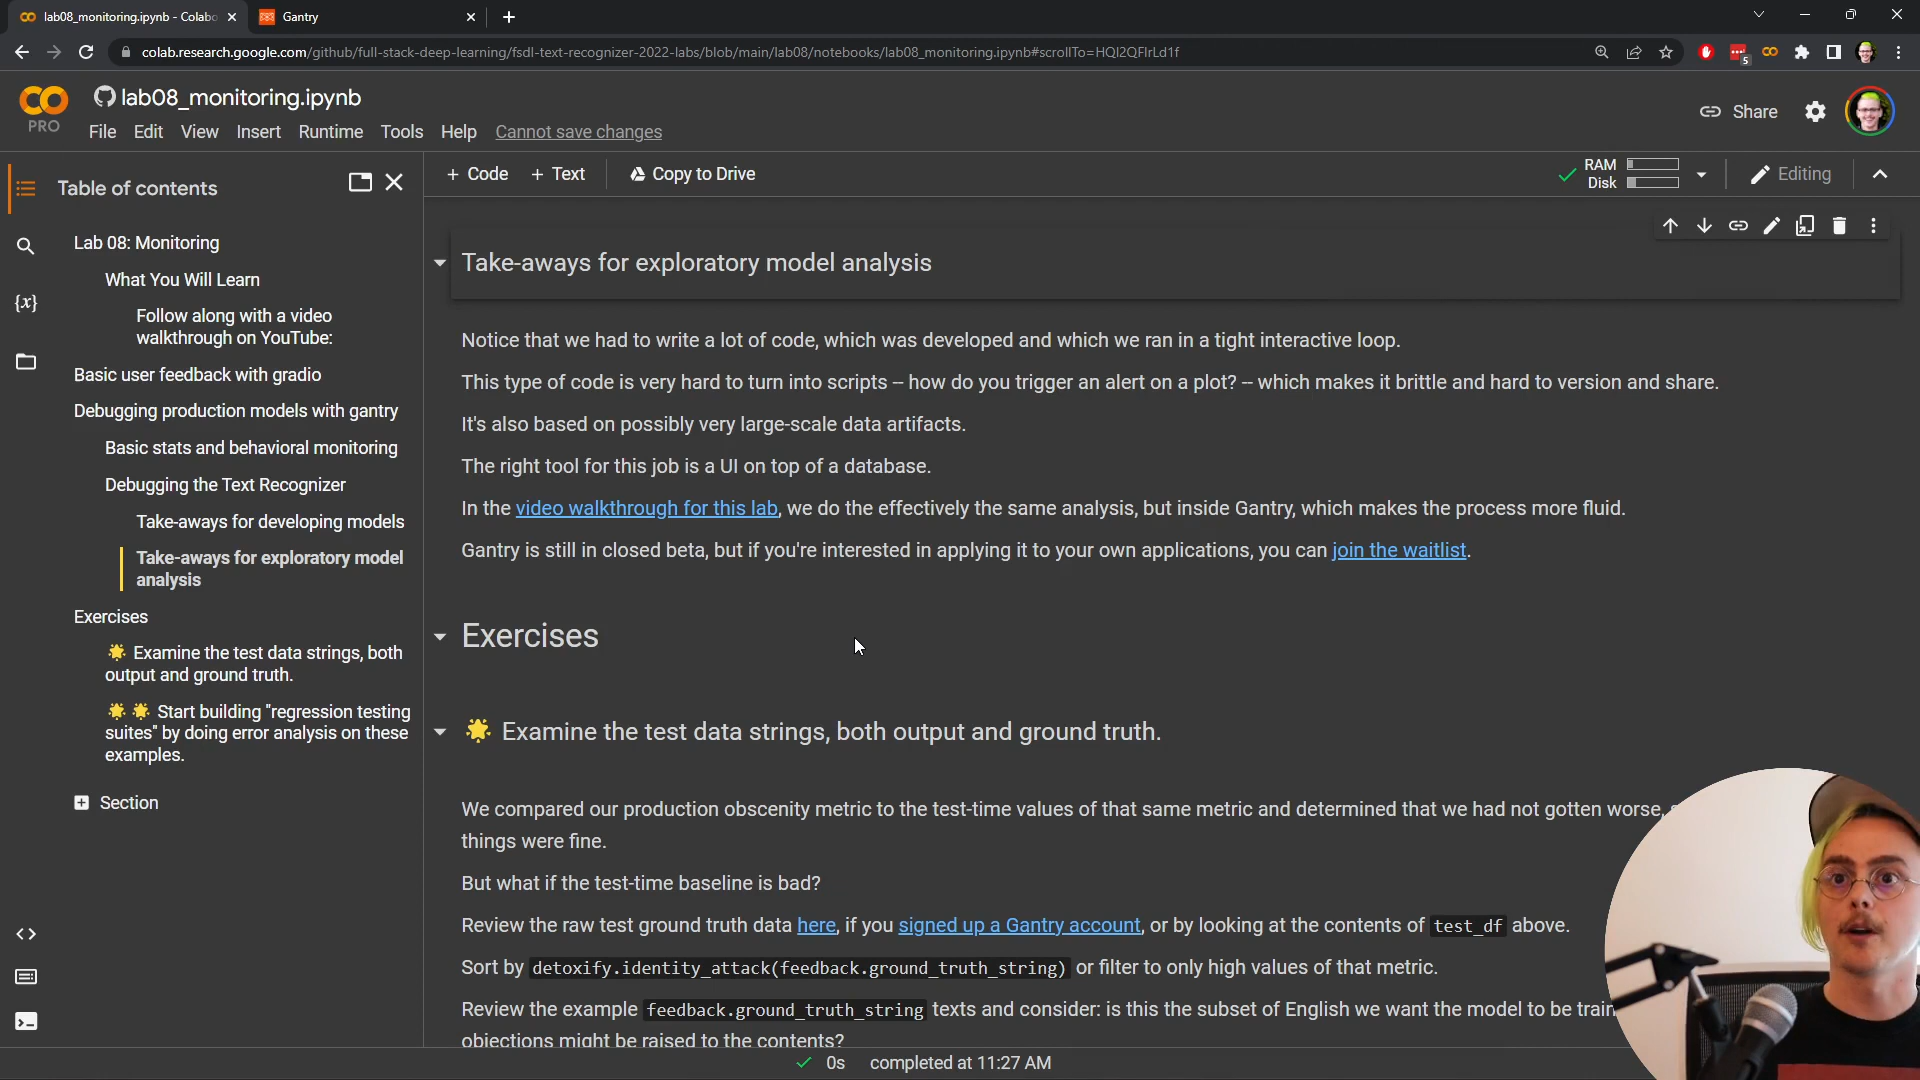 lab08_monitoring.ipynb - Colabo
Gantry
colab.research.google.com/github/full-stack-deep-learning/fsdl-text-recognizer-2022-labs/blob/main/lab08/notebooks/lab08_monitoring.ipynb#scrollTo=HQI2QFIrLd1f
5
PRO
lab08_monitoring.ipynb
File Edit View Insert Runtime Tools Help Cannot save changes
Share
Table of contents
+ Code + Text Copy to Drive
RAM
Disk
Editing
{x}
Lab 08: Monitoring
What You Will Learn
Follow along with a video
walkthrough on YouTube:
Basic user feedback with gradio
Debugging production models with gantry
Basic stats and behavioral monitoring
Debugging the Text Recognizer
Take-aways for developing models
Take-aways for exploratory model
analysis
Exercises
🌟 Examine the test data strings, both
output and ground truth.
🌟 🌟 Start building "regression testing
suites" by doing error analysis on these
examples.
Section
Take-aways for exploratory model analysis
Notice that we had to write a lot of code, which was developed and which we ran in a tight interactive loop.
This type of code is very hard to turn into scripts -- how do you trigger an alert on a plot? -- which makes it brittle and hard to version and share.
It's also based on possibly very large-scale data artifacts.
The right tool for this job is a UI on top of a database.
In the video walkthrough for this lab, we do the effectively the same analysis, but inside Gantry, which makes the process more fluid.
Gantry is still in closed beta, but if you're interested in applying it to your own applications, you can join the waitlist.
Exercises
🌟 Examine the test data strings, both output and ground truth.
We compared our production obscenity metric to the test-time values of that same metric and determined that we had not gotten worse,
things were fine.
But what if the test-time baseline is bad?
Review the raw test ground truth data here, if you signed up a Gantry account, or by looking at the contents of test_df above.
Sort by detoxify.identity_attack(feedback.ground_truth_string) or filter to only high values of that metric.
Review the example feedback.ground_truth_string texts and consider: is this the subset of English we want the model to be
objections might be raised to the contents?
0s completed at 11:27 AM